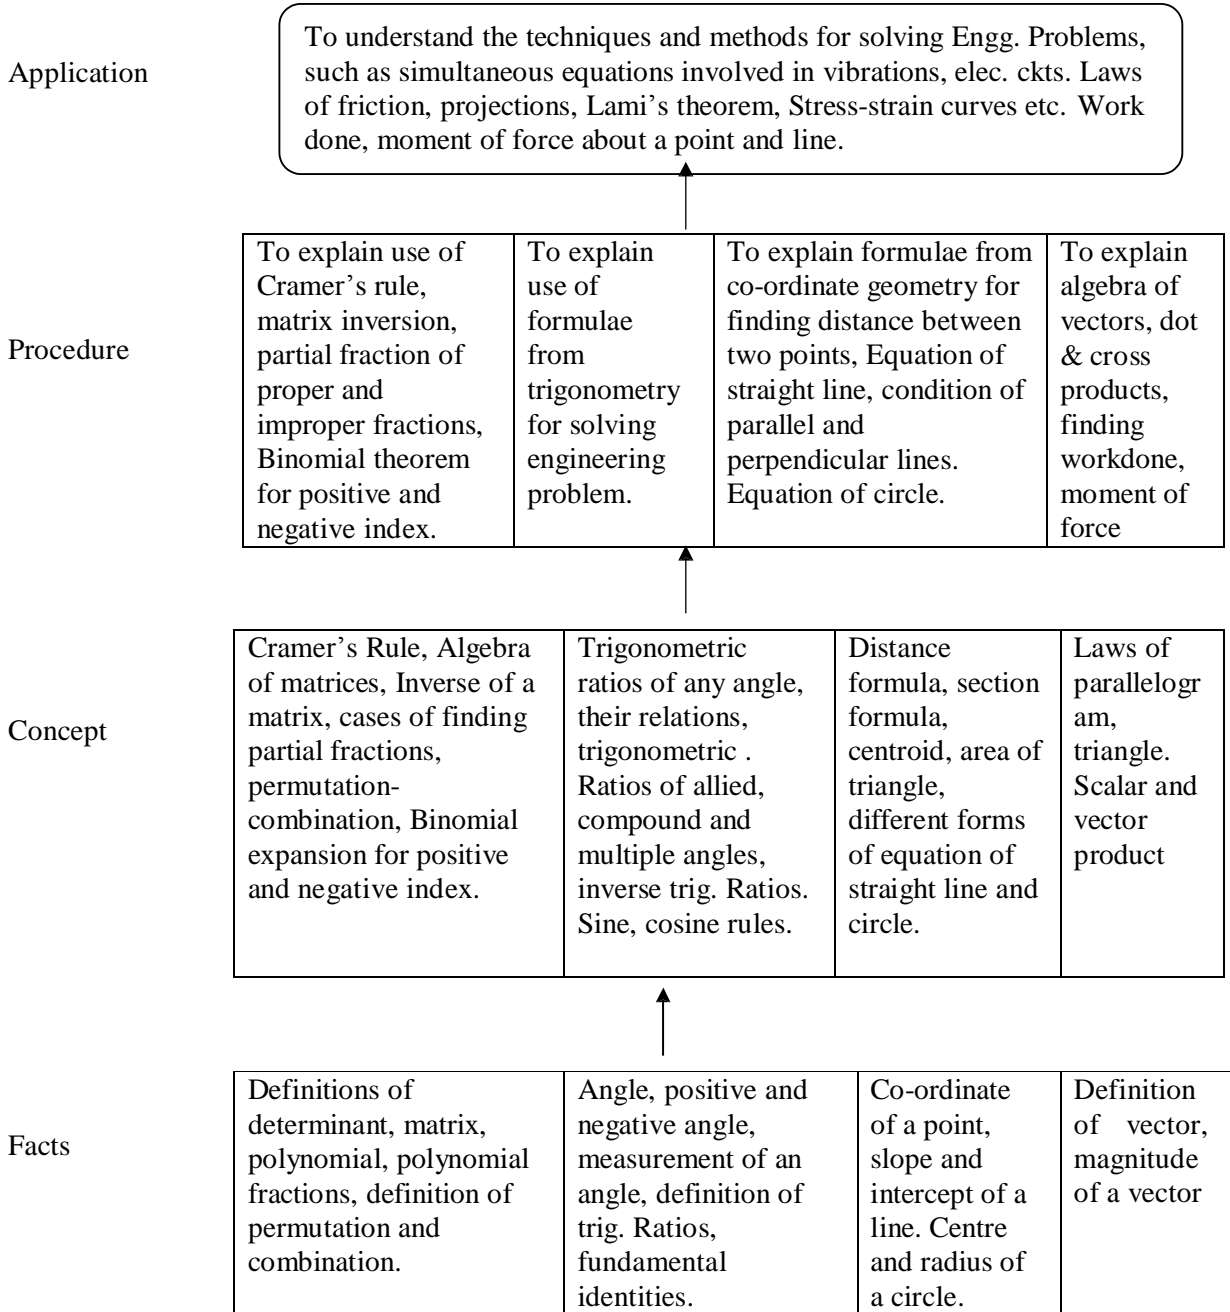 Application
To understand the techniques and methods for solving Engg. Problems,
such as simultaneous equations involved in vibrations, elec. ckts. Laws
of friction, projections, Lami’s theorem, Stress-strain curves etc. Work
done, moment of force about a point and line.
Procedure
To explain use of
Cramer’s rule,
matrix inversion,
partial fraction of
proper and
improper fractions,
Binomial theorem
for positive and
negative index.
To explain
use of
formulae
from
trigonometry
for solving
engineering
problem.
To explain formulae from
co-ordinate geometry for
finding distance between
two points, Equation of
straight line, condition of
parallel and
perpendicular lines.
Equation of circle.
To explain
algebra of
vectors, dot
& cross
products,
finding
workdone,
moment of
force
Concept
Cramer’s Rule, Algebra
of matrices, Inverse of a
matrix, cases of finding
partial fractions,
permutation-
combination, Binomial
expansion for positive
and negative index.
Trigonometric
ratios of any angle,
their relations,
trigonometric .
Ratios of allied,
compound and
multiple angles,
inverse trig. Ratios.
Sine, cosine rules.
Distance
formula, section
formula,
centroid, area of
triangle,
different forms
of equation of
straight line and
circle.
Laws of
parallelogr
am,
triangle.
Scalar and
vector
product
Facts
Definitions of
determinant, matrix,
polynomial, polynomial
fractions, definition of
permutation and
combination.
Angle, positive and
negative angle,
measurement of an
angle, definition of
trig. Ratios,
fundamental
identities.
Co-ordinate
of a point,
slope and
intercept of a
line. Centre
and radius of
a circle.
Definition
of vector,
magnitude
of a vector